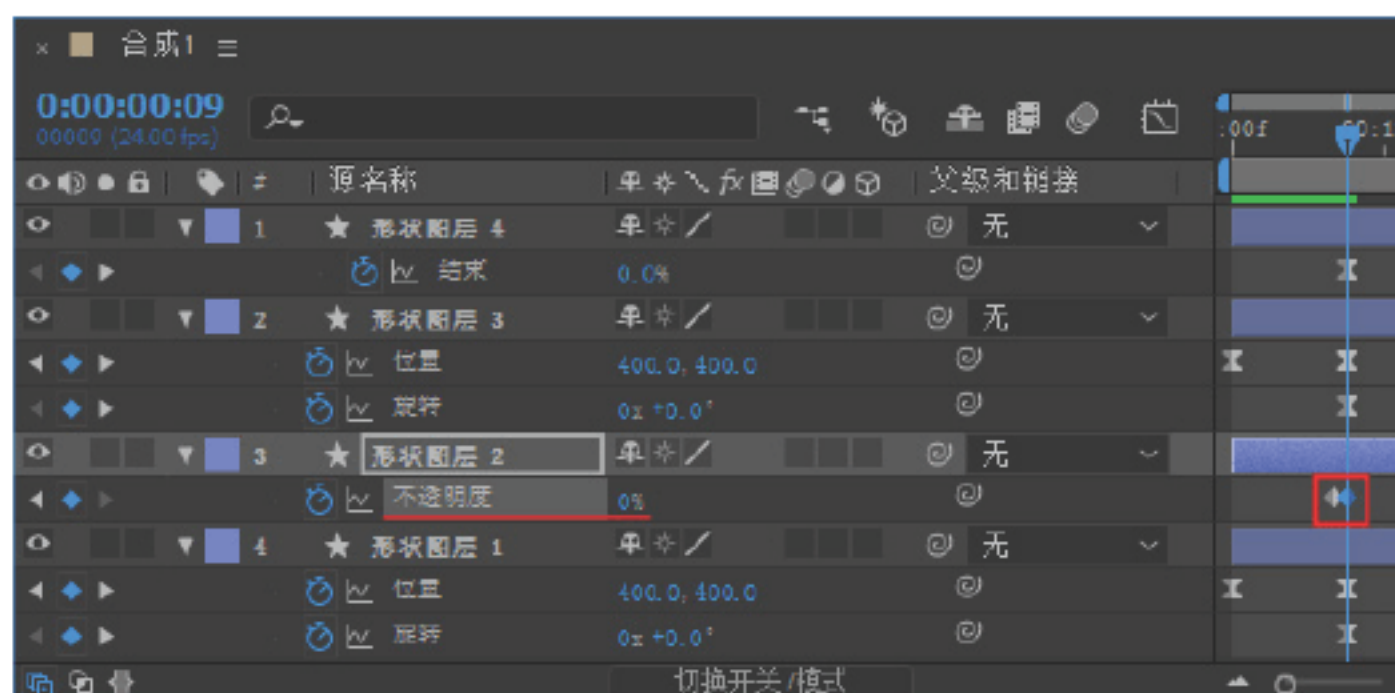 × 合成1 ≡
0:00:00:09
00009 (24.00 fps)
:00f 00:1
# 源名称 fx 父级和链接
1 形状图层 4 无
结束 0.0%
2 形状图层 3 无
位置 400.0, 400.0
旋转 0x +0.0°
3 形状图层 2 无
不透明度 0%
4 形状图层 1 无
位置 400.0, 400.0
旋转 0x +0.0°
切换开关/模式